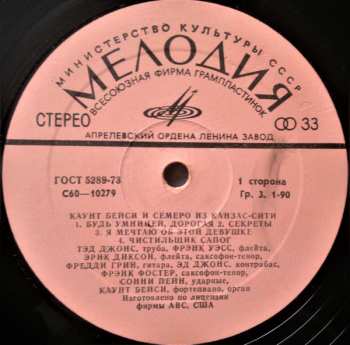 МИНИСТЕРСТВО КУЛЬТУРЫ СССР
МЕЛОДИЯ
ВСЕСОЮЗНАЯ ФИРМА ГРАМПЛАСТИНОК
СТЕРЕО
33
АПРЕЛЕВСКИЙ ОРДЕНА ЛЕНИНА ЗАВОД
ГОСТ 5289-73
1 сторона
С60—10279
Гр. 3. 1-90
КАУНТ БЕЙСИ И СЕМЕРО ИЗ КАНЗАС-СИТИ
1. БУДЬ УМНИЦЕЙ, ДОРОГАЯ 2. СЕКРЕТЫ
3. Я МЕЧТАЮ ОБ ЭТОЙ ДЕВУШКЕ
4. ЧИСТИЛЬЩИК САПОГ
ТЭД ДЖОНС, труба, ФРЭНК УЭСС, флейта,
ЭРИК ДИКСОН, флейта, саксофон-тенор,
ФРЕДДИ ГРИН, гитара, ЭД ДЖОНС, контрабас,
ФРЭНК ФОСТЕР, саксофон-тенор,
СОННИ ПЕЙН, ударные,
КАУНТ БЕЙСИ, фортепиано, орган
Изготовлено по лицензии
фирмы АВС, США